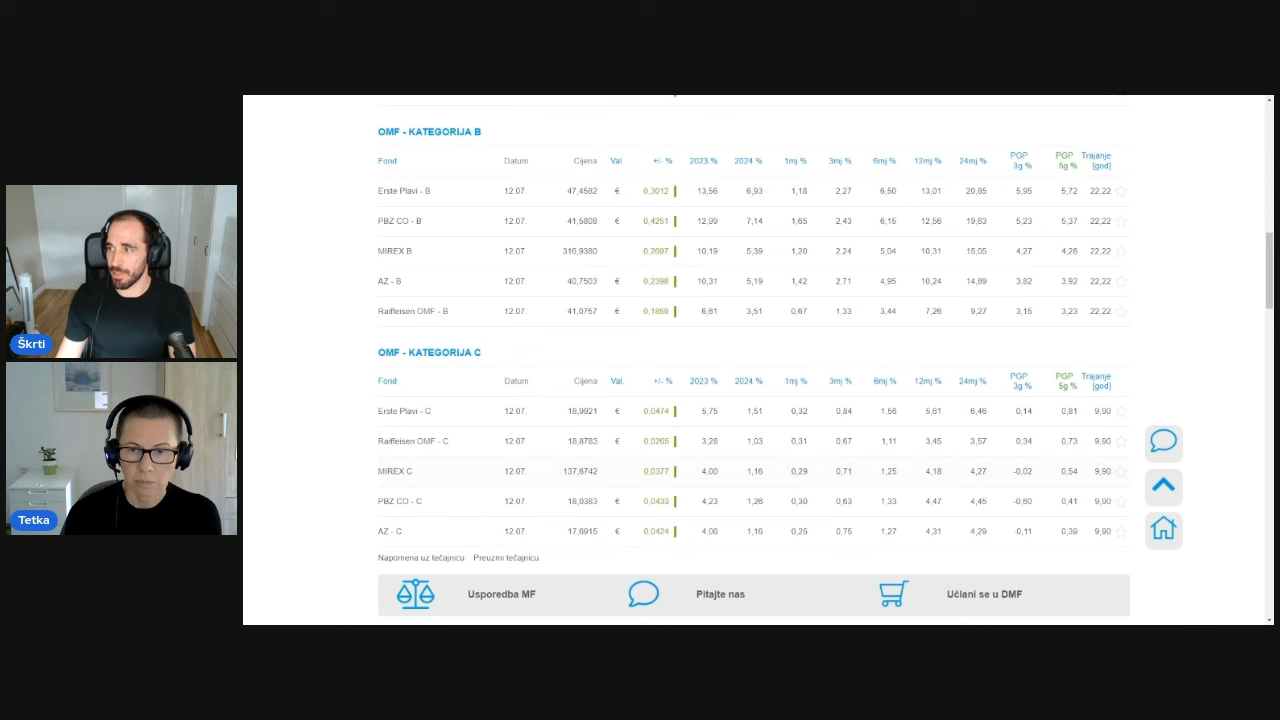 OMF - KATEGORIJA B
Fond Datum Cijena Val +/- % 2023 % 2024 % 1mj % 3mj % 6mj % 12mj % 24mj % PGP 3g % PGP 5g % Trajanje [god]
Erste Plavi - B 12.07. 47,4582 € 0,3012 13,56 6,93 1,18 2,27 6,50 13,01 20,85 5,95 5,72 22,22
PBZ CO - B 12.07. 41,5808 € 0,4251 12,99 7,14 1,65 2,43 6,15 12,56 19,63 5,23 5,37 22,22
MIREX B 12.07. 316,9380 0,2697 10,19 5,39 1,20 2,24 5,04 10,31 15,05 4,27 4,28 22,22
AZ - B 12.07. 40,7503 € 0,2398 10,31 5,19 1,42 2,71 4,95 10,24 14,89 3,82 3,92 22,22
Raiffeisen OMF - B 12.07. 41,0757 € 0,1859 6,61 3,51 0,67 1,33 3,44 7,26 9,27 3,15 3,23 22,22
OMF - KATEGORIJA C
Fond Datum Cijena Val. +/- % 2023 % 2024 % 1mj % 3mj % 6mj % 12mj % 24mj % PGP 3g % PGP 5g % Trajanje [god]
Erste Plavi - C 12.07. 18,9921 € 0,0474 5,75 1,51 0,32 0,84 1,56 5,61 6,46 0,14 0,81 9,90
Raiffeisen OMF - C 12.07. 18,8783 € 0,0265 3,28 1,03 0,31 0,67 1,11 3,45 3,57 0,34 0,73 9,90
MIREX C 12.07. 137,6742 0,0377 4,00 1,16 0,29 0,71 1,25 4,18 4,27 -0,02 0,54 9,90
PBZ CO - C 12.07. 18,0383 € 0,0433 4,23 1,26 0,30 0,63 1,33 4,47 4,45 -0,60 0,41 9,90
AZ - C 12.07. 17,6915 € 0,0424 4,06 1,16 0,25 0,75 1,27 4,31 4,29 -0,11 0,39 9,90
Napomena uz tečajnicu Preuzmi tečajnicu
Usporedba MF Pitajte nas Učlani se u DMF
Škrti
Tetka